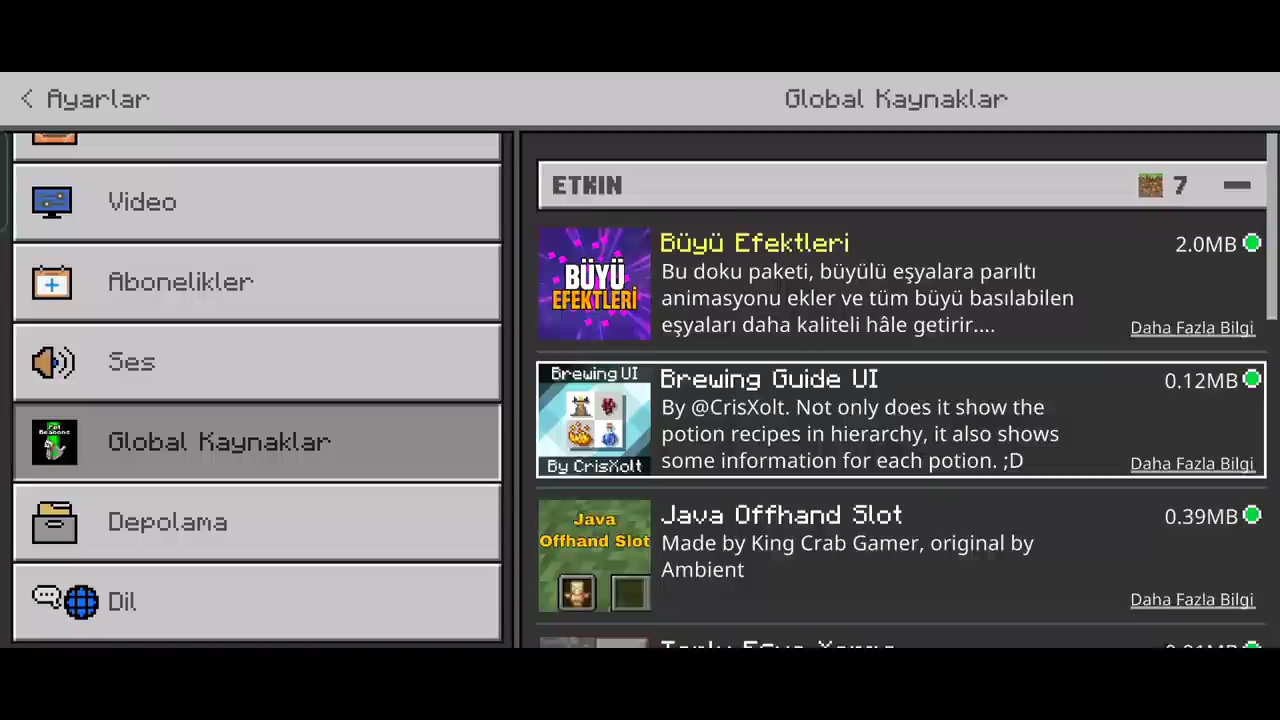 Ayarlar
Global Kaynaklar
Video
Abonelikler
Ses
Global Kaynaklar
Depolama
Dil
ETKIN
7
BÜYÜ
EFEKTLERİ
Büyü Efektleri
2.0MB
Bu doku paketi, büyülü eşyalara parıltı
animasyonu ekler ve tüm büyü basılabilen
eşyaları daha kaliteli hâle getirir....
Daha Fazla Bilgi
Brewing UI
By CrisXolt
Brewing Guide UI
0.12MB
By @CrisXolt. Not only does it show the
potion recipes in hierarchy, it also shows
some information for each potion. ;D
Daha Fazla Bilgi
Java
Offhand Slot
Java Offhand Slot
0.39MB
Made by King Crab Gamer, original by
Ambient
Daha Fazla Bilgi